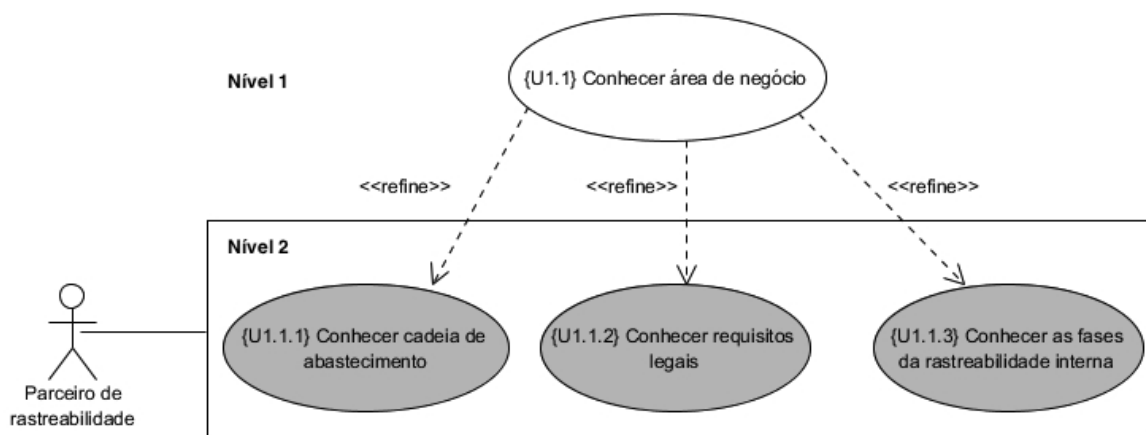 Nível 1
{U1.1} Conhecer área de negócio
<<refine>>
<<refine>>
<<refine>>
Nível 2
{U1.1.1} Conhecer cadeia de
abastecimento
{U1.1.2} Conhecer requisitos
legais
{U1.1.3} Conhecer as fases
da rastreabilidade interna
Parceiro de
rastreabilidade